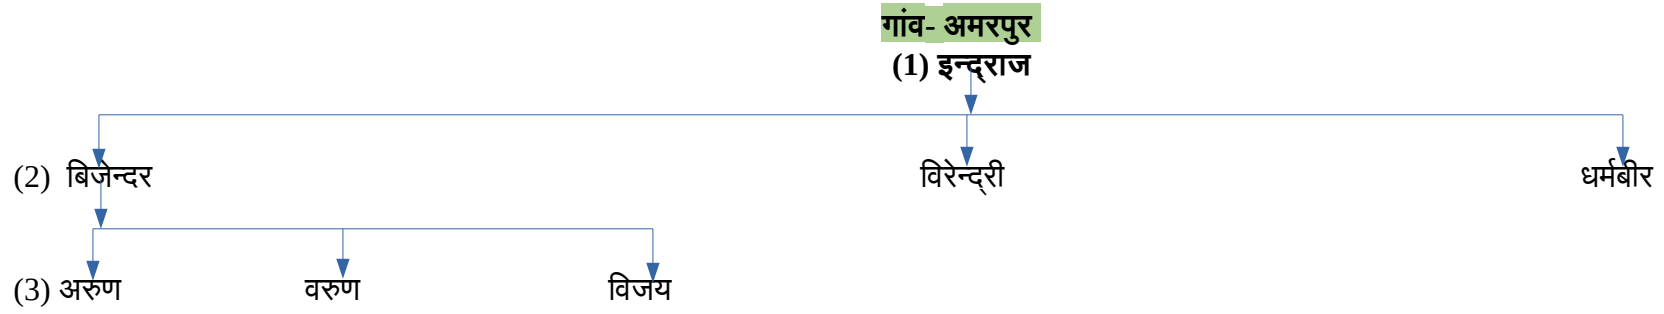 गांव- अमरपुर
(1) इन्द्राज
(2) बिजेन्दर विरेन्द्री धर्मबीर
(3) अरुण वरुण विजय